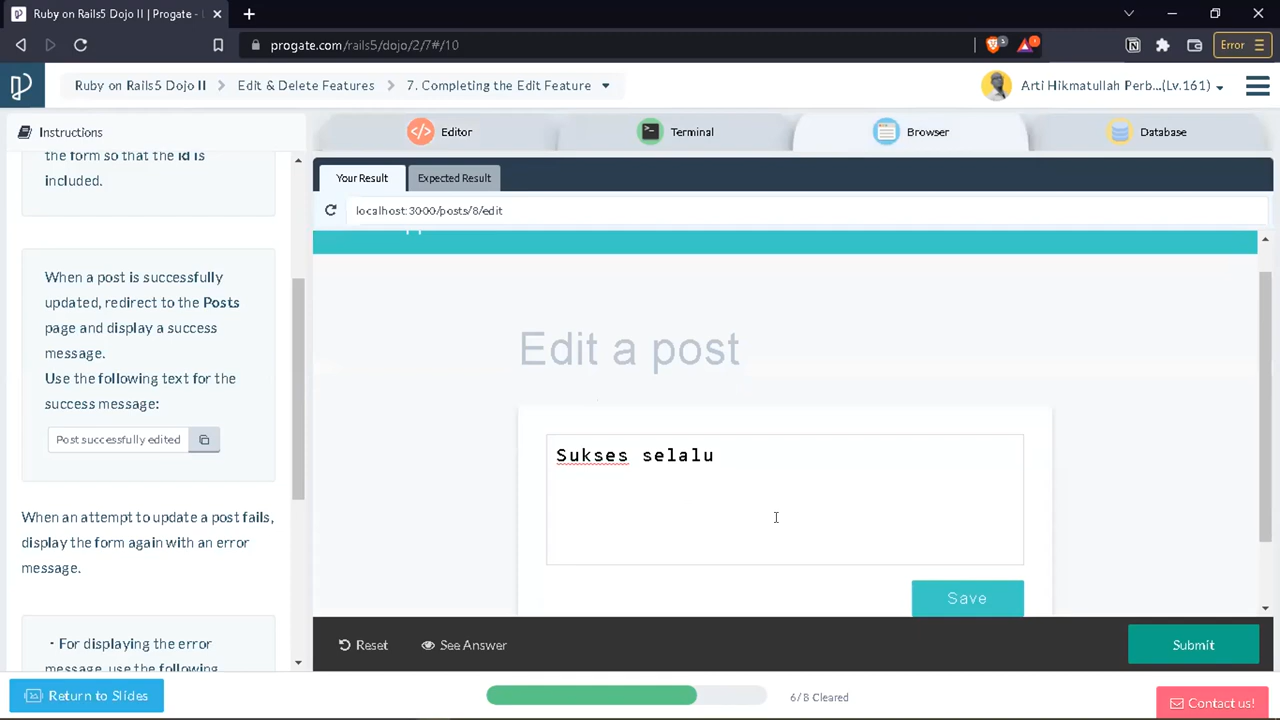 Ruby on Rails5 Dojo II | Progate -
progate.com/rails5/dojo/2/7#/10
Error
Ruby on Rails5 Dojo II
Edit & Delete Features
7. Completing the Edit Feature
Arti Hikmatullah Perb...(Lv.161)
Instructions
Editor
Terminal
Browser
Database
the form so that the id is
included.
When a post is successfully
updated, redirect to the Posts
page and display a success
message.
Use the following text for the
success message:
Post successfully edited
When an attempt to update a post fails,
display the form again with an error
message.
・For displaying the error
message, use the following
Your Result
Expected Result
localhost:3000/posts/8/edit
Edit a post
Sukses selalu
Save
Reset
See Answer
Submit
Return to Slides
6/8 Cleared
Contact us!